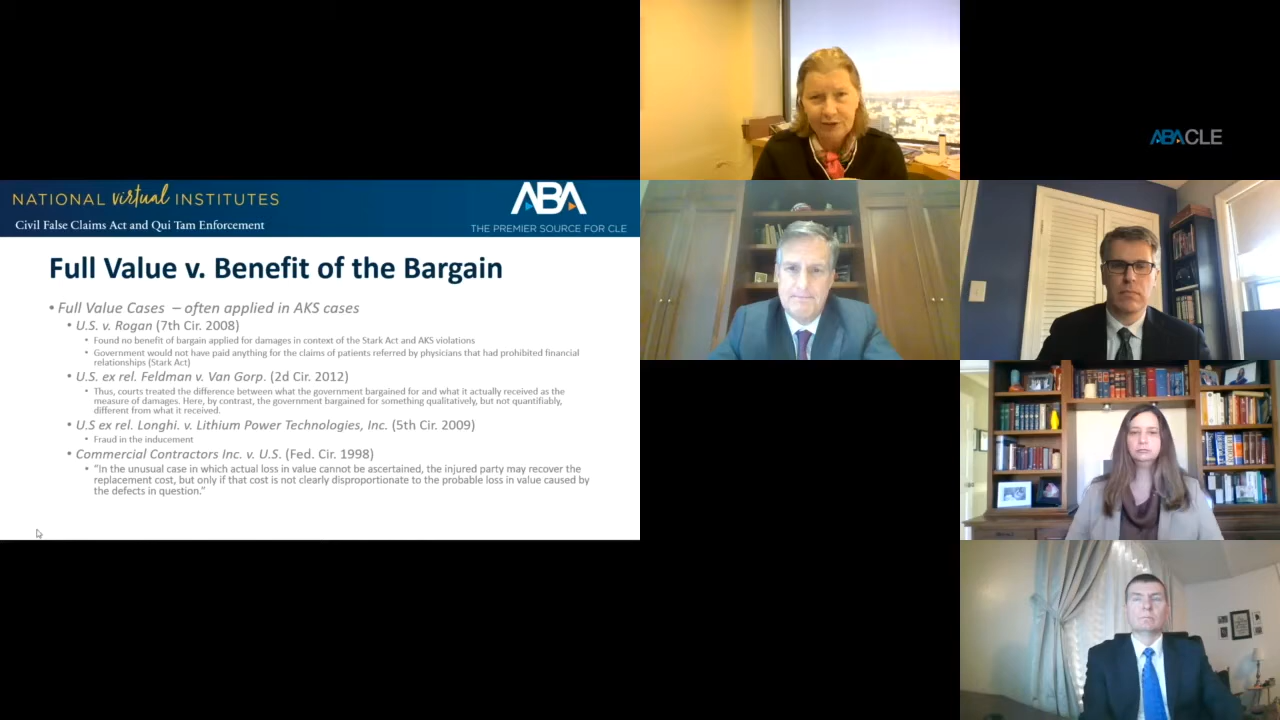 NATIONAL virtual INSTITUTES
Civil False Claims Act and Qui Tam Enforcement
ABA
THE PREMIER SOURCE FOR CLE
Full Value v. Benefit of the Bargain
• Full Value Cases – often applied in AKS cases
• U.S. v. Rogan (7th Cir. 2008)
• Found no benefit of bargain applied for damages in context of the Stark Act and AKS violations
• Government would not have paid anything for the claims of patients referred by physicians that had prohibited financial
relationships (Stark Act)
• U.S. ex rel. Feldman v. Van Gorp. (2d Cir. 2012)
• Thus, courts treated the difference between what the government bargained for and what it actually received as the
measure of damages. Here, by contrast, the government bargained for something qualitatively, but not quantifiably,
different from what it received.
• U.S ex rel. Longhi. v. Lithium Power Technologies, Inc. (5th Cir. 2009)
• Fraud in the inducement
• Commercial Contractors Inc. v. U.S. (Fed. Cir. 1998)
• "In the unusual case in which actual loss in value cannot be ascertained, the injured party may recover the
replacement cost, but only if that cost is not clearly disproportionate to the probable loss in value caused by
the defects in question."
ABACLE